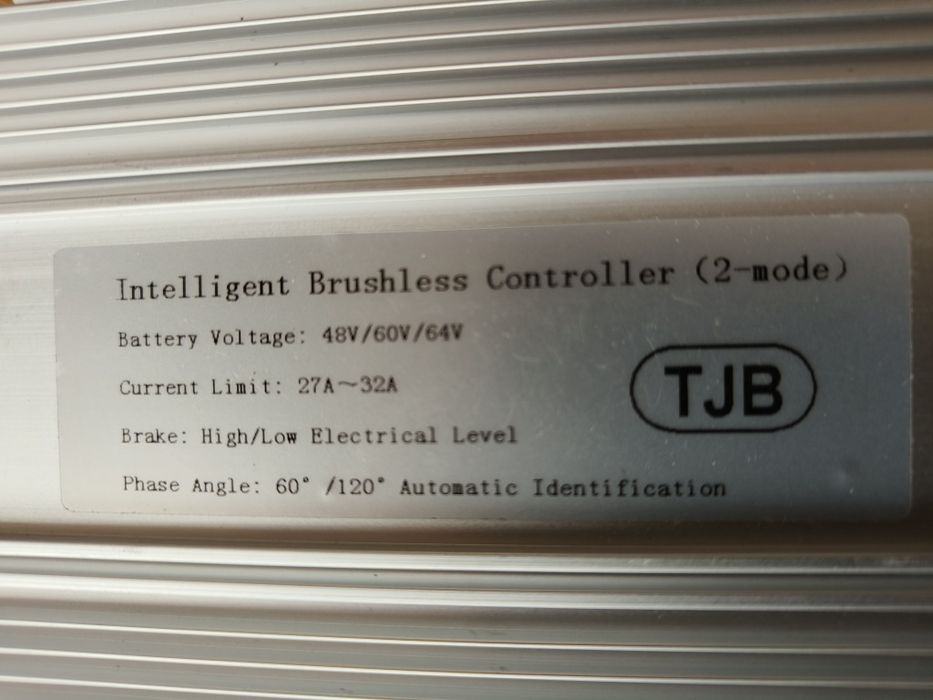 Intelligent Brushless Controller (2-mode)
Battery Voltage: 48V/60V/64V
Current Limit: 27A~32A
TJB
Brake: High/Low Electrical Level
Phase Angle: 60° /120° Automatic Identification